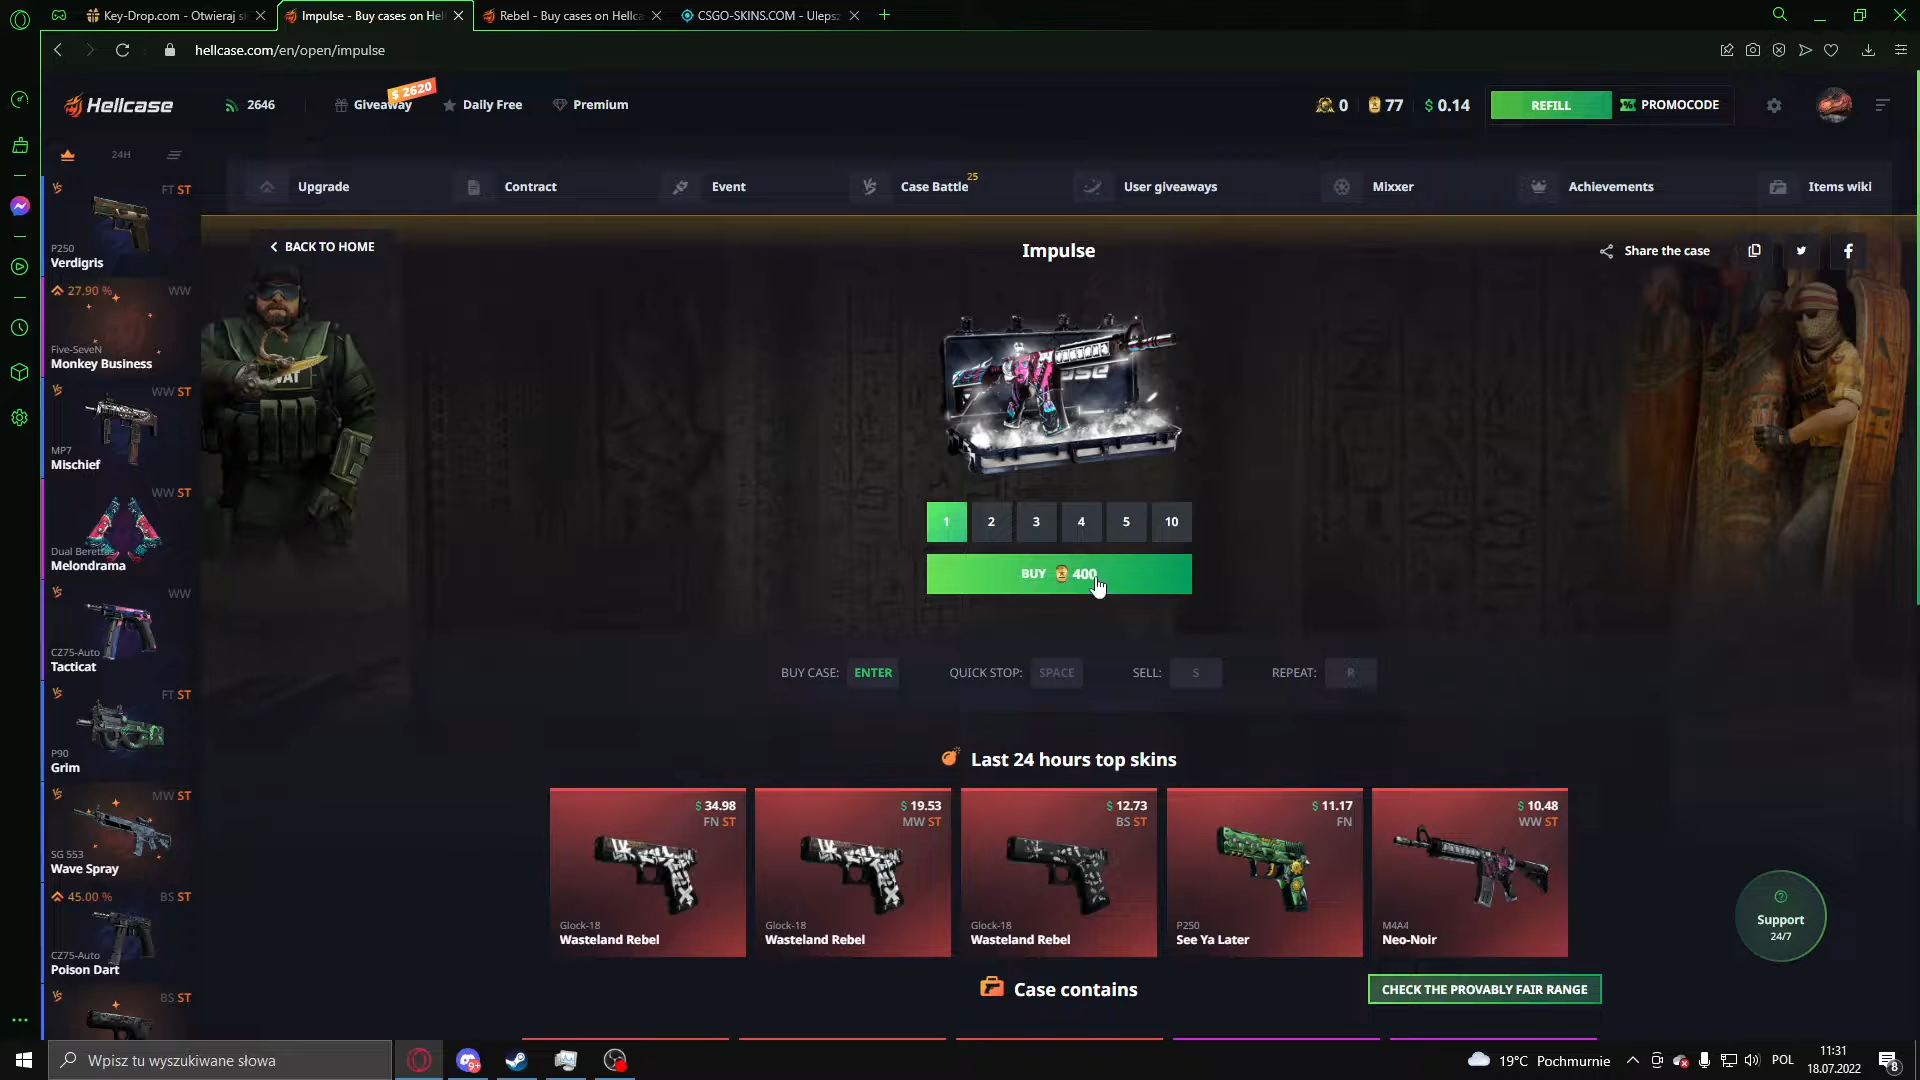 Key-Drop.com - Otwieraj sk
Impulse - Buy cases on Hell
Rebel - Buy cases on Hellca
CSGO-SKINS.COM - Ulepsz
hellcase.com/en/open/impulse
Hellcase
2646
Giveaway
$ 2620
Daily Free
Premium
0
77
$ 0.14
REFILL
PROMOCODE
24H
Upgrade
Contract
Event
Case Battle
25
User giveaways
Mixxer
Achievements
Items wiki
BACK TO HOME
Impulse
Share the case
FT ST
P250
Verdigris
27.90 %
WW
Five-SeveN
Monkey Business
WW ST
MP7
Mischief
WW ST
Dual Berettas
Melondrama
WW
CZ75-Auto
Tacticat
FT ST
P90
Grim
MW ST
SG 553
Wave Spray
45.00 %
BS ST
CZ75-Auto
Poison Dart
BS ST
1
2
3
4
5
10
BUY 400
BUY CASE: ENTER
QUICK STOP: SPACE
SELL: S
REPEAT: R
Last 24 hours top skins
$ 34.98
FN ST
Glock-18
Wasteland Rebel
$ 19.53
MW ST
Glock-18
Wasteland Rebel
$ 12.73
BS ST
Glock-18
Wasteland Rebel
$ 11.17
FN
P250
See Ya Later
$ 10.48
WW ST
M4A4
Neo-Noir
Support
24/7
Case contains
CHECK THE PROVABLY FAIR RANGE
Wpisz tu wyszukiwane słowa
9+
19°C Pochmurnie
POL
11:31
18.07.2022
8